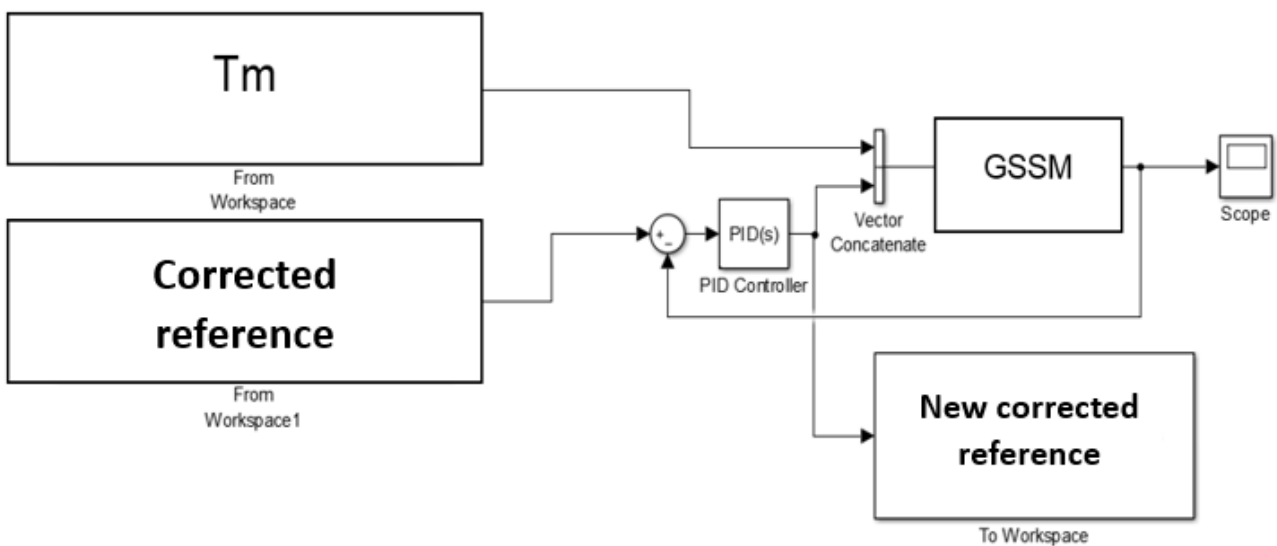 Tm
From
Workspace
Corrected
reference
From
Workspace1
+
−
PID(s)
PID Controller
Vector
Concatenate
GSSM
Scope
New corrected
reference
To Workspace